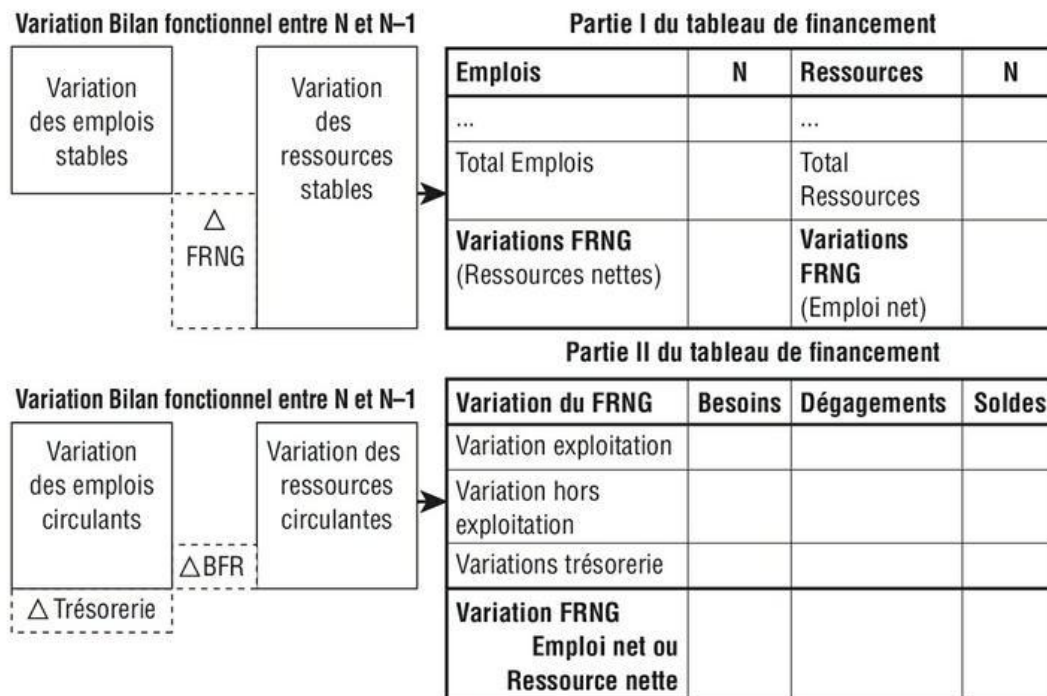 Variation Bilan fonctionnel entre N et N–1
Variation
des emplois
stables
△
FRNG
Variation
des
ressources
stables
Partie I du tableau de financement
Emplois N Ressources N
... ...
Total Emplois Total
Ressources
Variations FRNG
(Ressources nettes)
Variations
FRNG
(Emploi net)
Variation Bilan fonctionnel entre N et N–1
Variation
des emplois
circulants
△ BFR
Variation des
ressources
circulantes
△ Trésorerie
Partie II du tableau de financement
Variation du FRNG Besoins Dégagements Soldes
Variation exploitation
Variation hors
exploitation
Variations trésorerie
Variation FRNG
Emploi net ou
Ressource nette